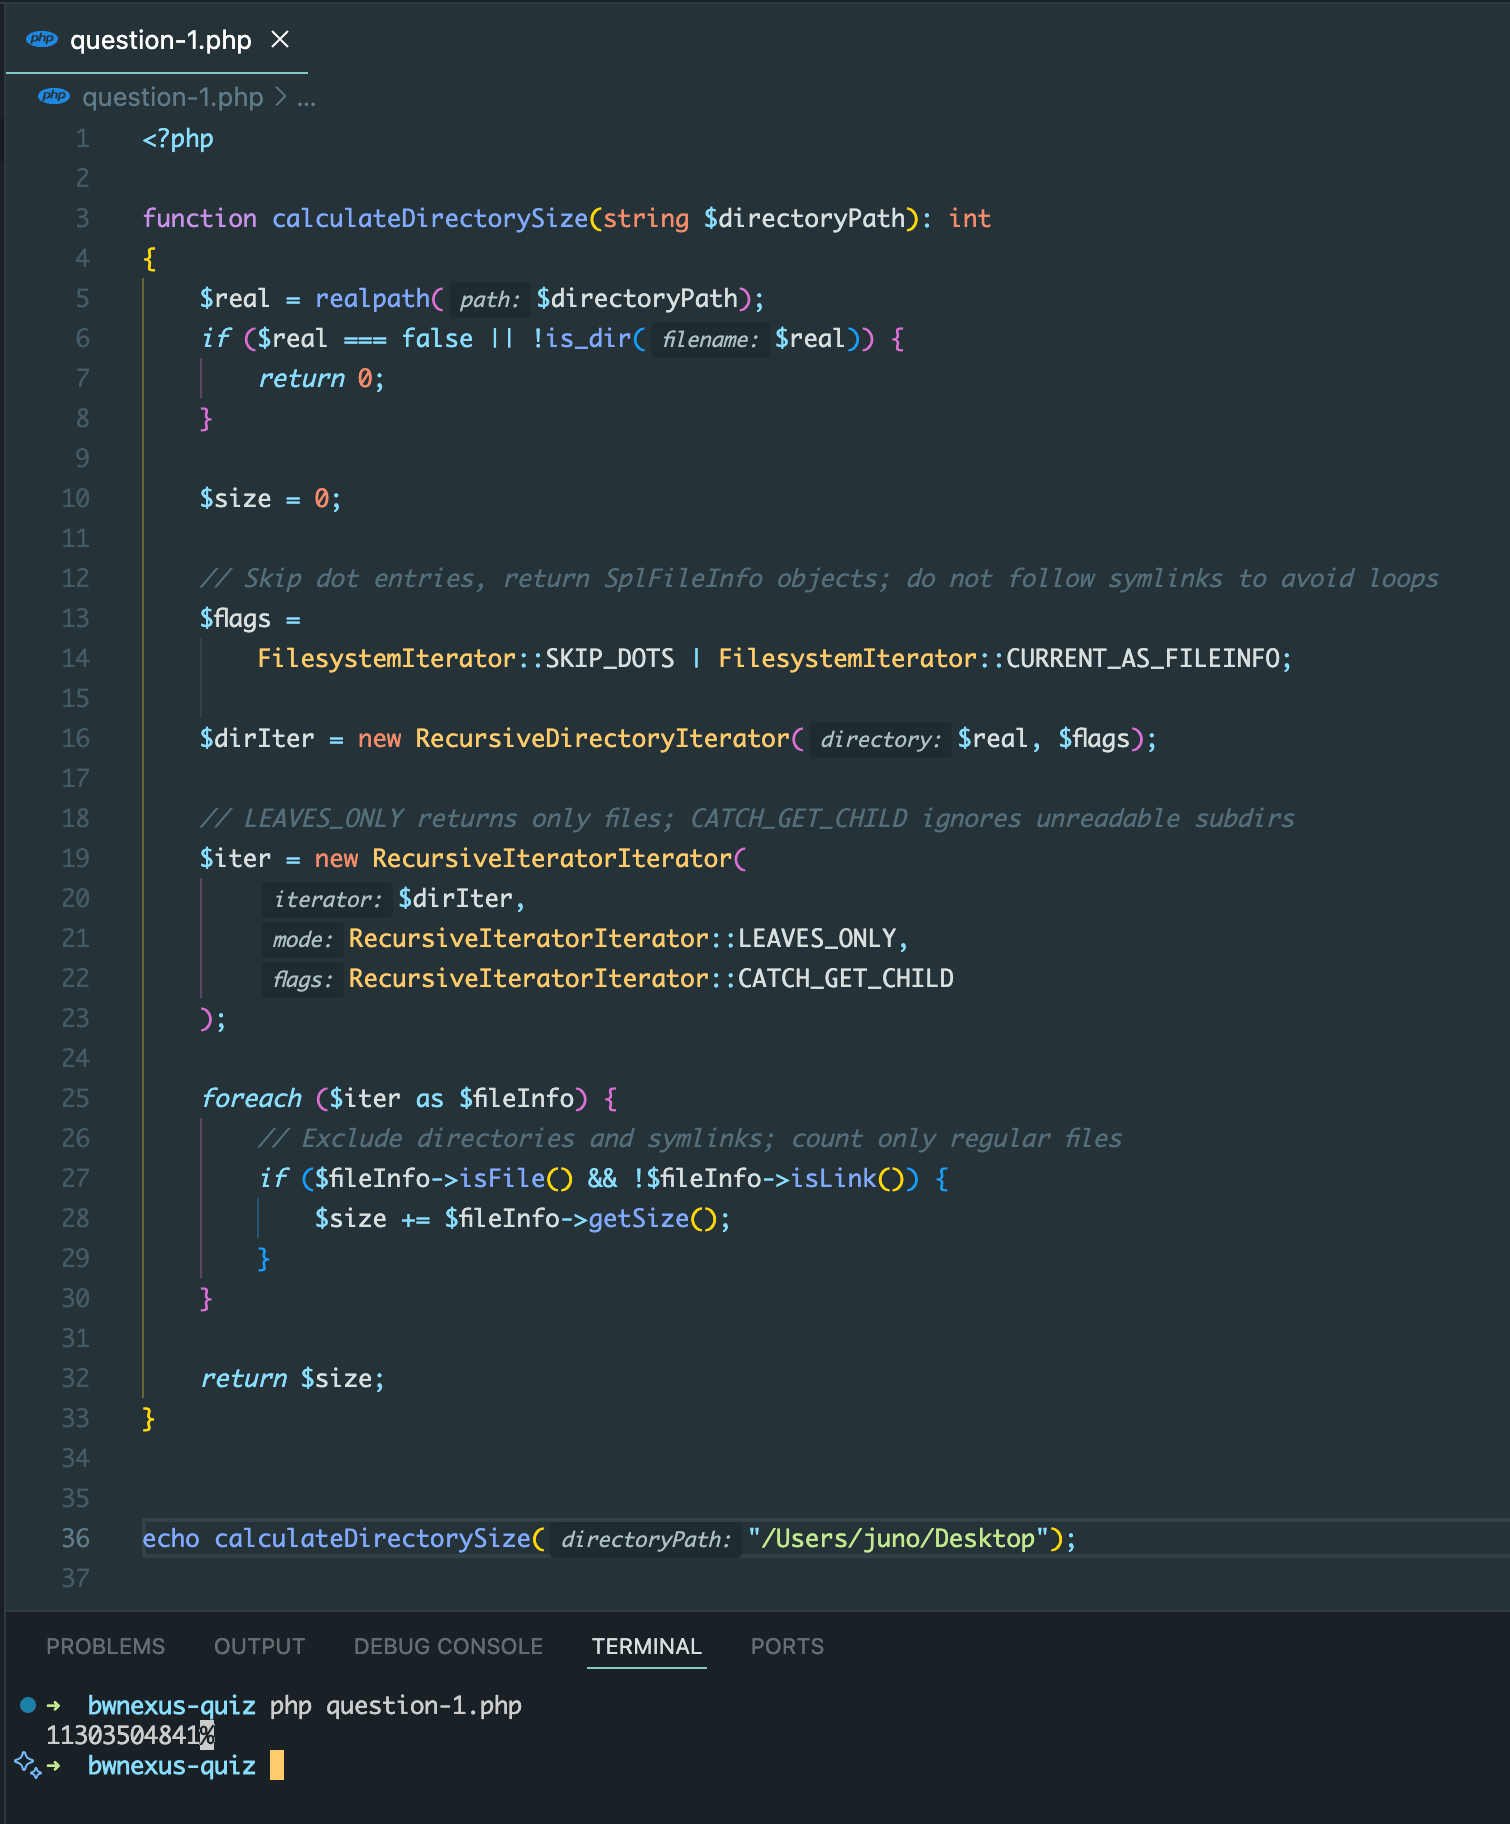 php question-1.php ×
php question-1.php > ...
1 <?php
2
3 function calculateDirectorySize(string $directoryPath): int
4 {
5     $real = realpath( path: $directoryPath);
6     if ($real === false || !is_dir( filename: $real)) {
7         return 0;
8     }
9
10     $size = 0;
11
12     // Skip dot entries, return SplFileInfo objects; do not follow symlinks to avoid loops
13     $flags =
14         FilesystemIterator::SKIP_DOTS | FilesystemIterator::CURRENT_AS_FILEINFO;
15
16     $dirIter = new RecursiveDirectoryIterator( directory: $real, $flags);
17
18     // LEAVES_ONLY returns only files; CATCH_GET_CHILD ignores unreadable subdirs
19     $iter = new RecursiveIteratorIterator(
20         iterator: $dirIter,
21         mode: RecursiveIteratorIterator::LEAVES_ONLY,
22         flags: RecursiveIteratorIterator::CATCH_GET_CHILD
23     );
24
25     foreach ($iter as $fileInfo) {
26         // Exclude directories and symlinks; count only regular files
27         if ($fileInfo->isFile() && !$fileInfo->isLink()) {
28             $size += $fileInfo->getSize();
29         }
30     }
31
32     return $size;
33 }
34
35
36 echo calculateDirectorySize( directoryPath: "/Users/juno/Desktop");
37
PROBLEMS OUTPUT DEBUG CONSOLE TERMINAL PORTS
➜ bwnexus-quiz php question-1.php
11303504841%
➜ bwnexus-quiz